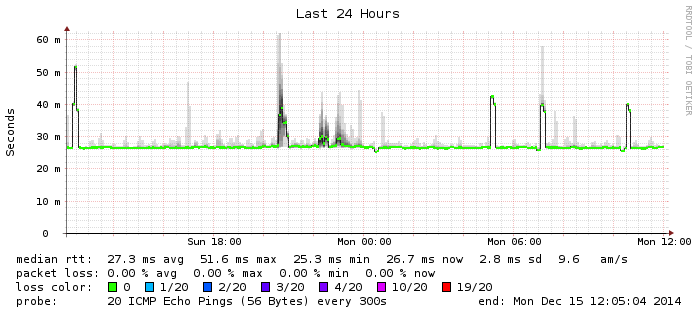 Last 24 Hours
RRDTOOL / TOBI OETIKER
Seconds
60 m
50 m
40 m
30 m
20 m
10 m
0
Sun 18:00 Mon 00:00 Mon 06:00 Mon 12:00
median rtt: 27.3 ms avg 51.6 ms max 25.3 ms min 26.7 ms now 2.8 ms sd 9.6 am/s
packet loss: 0.00 % avg 0.00 % max 0.00 % min 0.00 % now
loss color: 0 1/20 2/20 3/20 4/20 10/20 19/20
probe: 20 ICMP Echo Pings (56 Bytes) every 300s end: Mon Dec 15 12:05:04 2014